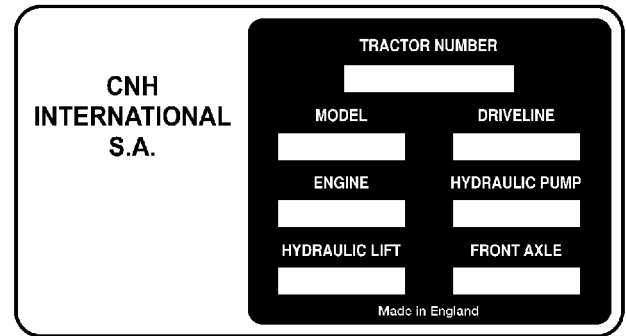 CNH
INTERNATIONAL
S.A.
TRACTOR NUMBER
MODEL DRIVELINE
ENGINE HYDRAULIC PUMP
HYDRAULIC LIFT FRONT AXLE
Made in England